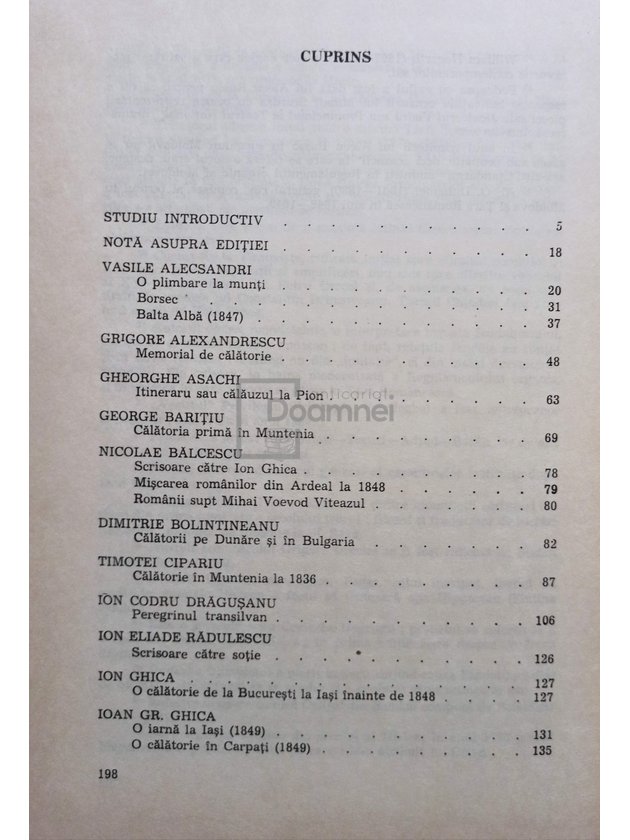 CUPRINS
STUDIU INTRODUCTIV . . . . . . . . . . . 5
NOTĂ ASUPRA EDIȚIEI . . . . . . . . . . 18
VASILE ALECSANDRI
O plimbare la munți . . . . . . . . . . 20
Borsec . . . . . . . . . . . . . 31
Balta Albă (1847) . . . . . . . . . . . 37
GRIGORE ALEXANDRESCU
Memorial de călătorie . . . . . . . . . . 48
GHEORGHE ASACHI
Itineraru sau călăuzul la Pion . . . . . . . . 63
anticariat
Doamnei
GEORGE BARIȚIU
Călătoria primă în Muntenia . . . . . . . . 69
NICOLAE BĂLCESCU
Scrisoare către Ion Ghica . . . . . . . . . 78
Mișcarea românilor din Ardeal la 1848 . . . . . 79
Românii supt Mihai Voevod Viteazul . . . . . . 80
DIMITRIE BOLINTINEANU
Călătorii pe Dunăre și în Bulgaria . . . . . . 82
TIMOTEI CIPARIU
Călătorie în Muntenia la 1836 . . . . . . . . 87
ION CODRU DRĂGUȘANU
Peregrinul transilvan . . . . . . . . . . 106
ION ELIADE RĂDULESCU
Scrisoare către soție . . . . . . . . . . 126
ION GHICA . . . . . . . . . . . . . . 127
O călătorie de la București la Iași înainte de 1848 . . . 127
IOAN GR. GHICA
O iarnă la Iași (1849) . . . . . . . . . . 131
O călătorie în Carpați (1849) . . . . . . . . 135
198